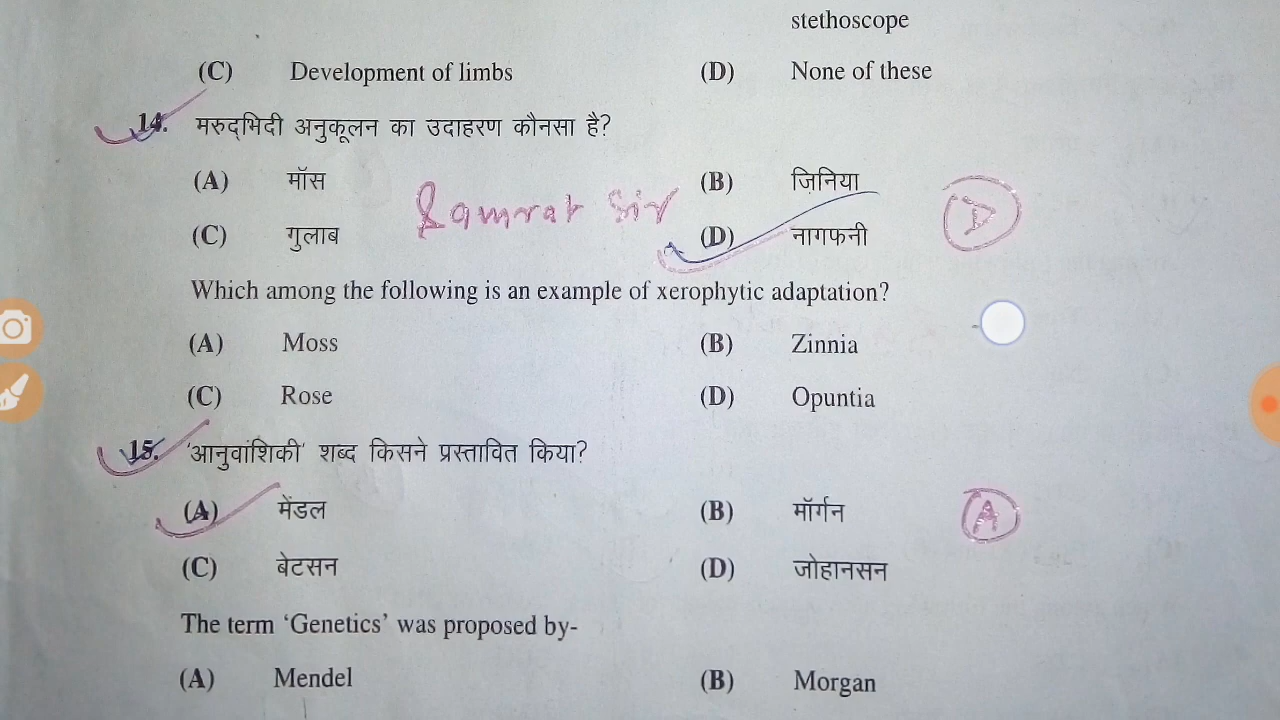 stethoscope
(C) Development of limbs (D) None of these
14. मरुद्भिदी अनुकूलन का उदाहरण कौनसा है?
(A) मॉस (B) ज़िनिया
Samrat Sir
(C) गुलाब (D) नागफनी D
Which among the following is an example of xerophytic adaptation?
(A) Moss (B) Zinnia
(C) Rose (D) Opuntia
15. 'आनुवांशिकी' शब्द किसने प्रस्तावित किया?
(A) मेंडल (B) मॉर्गन A
(C) बेटसन (D) जोहानसन
The term ‘Genetics’ was proposed by-
(A) Mendel (B) Morgan